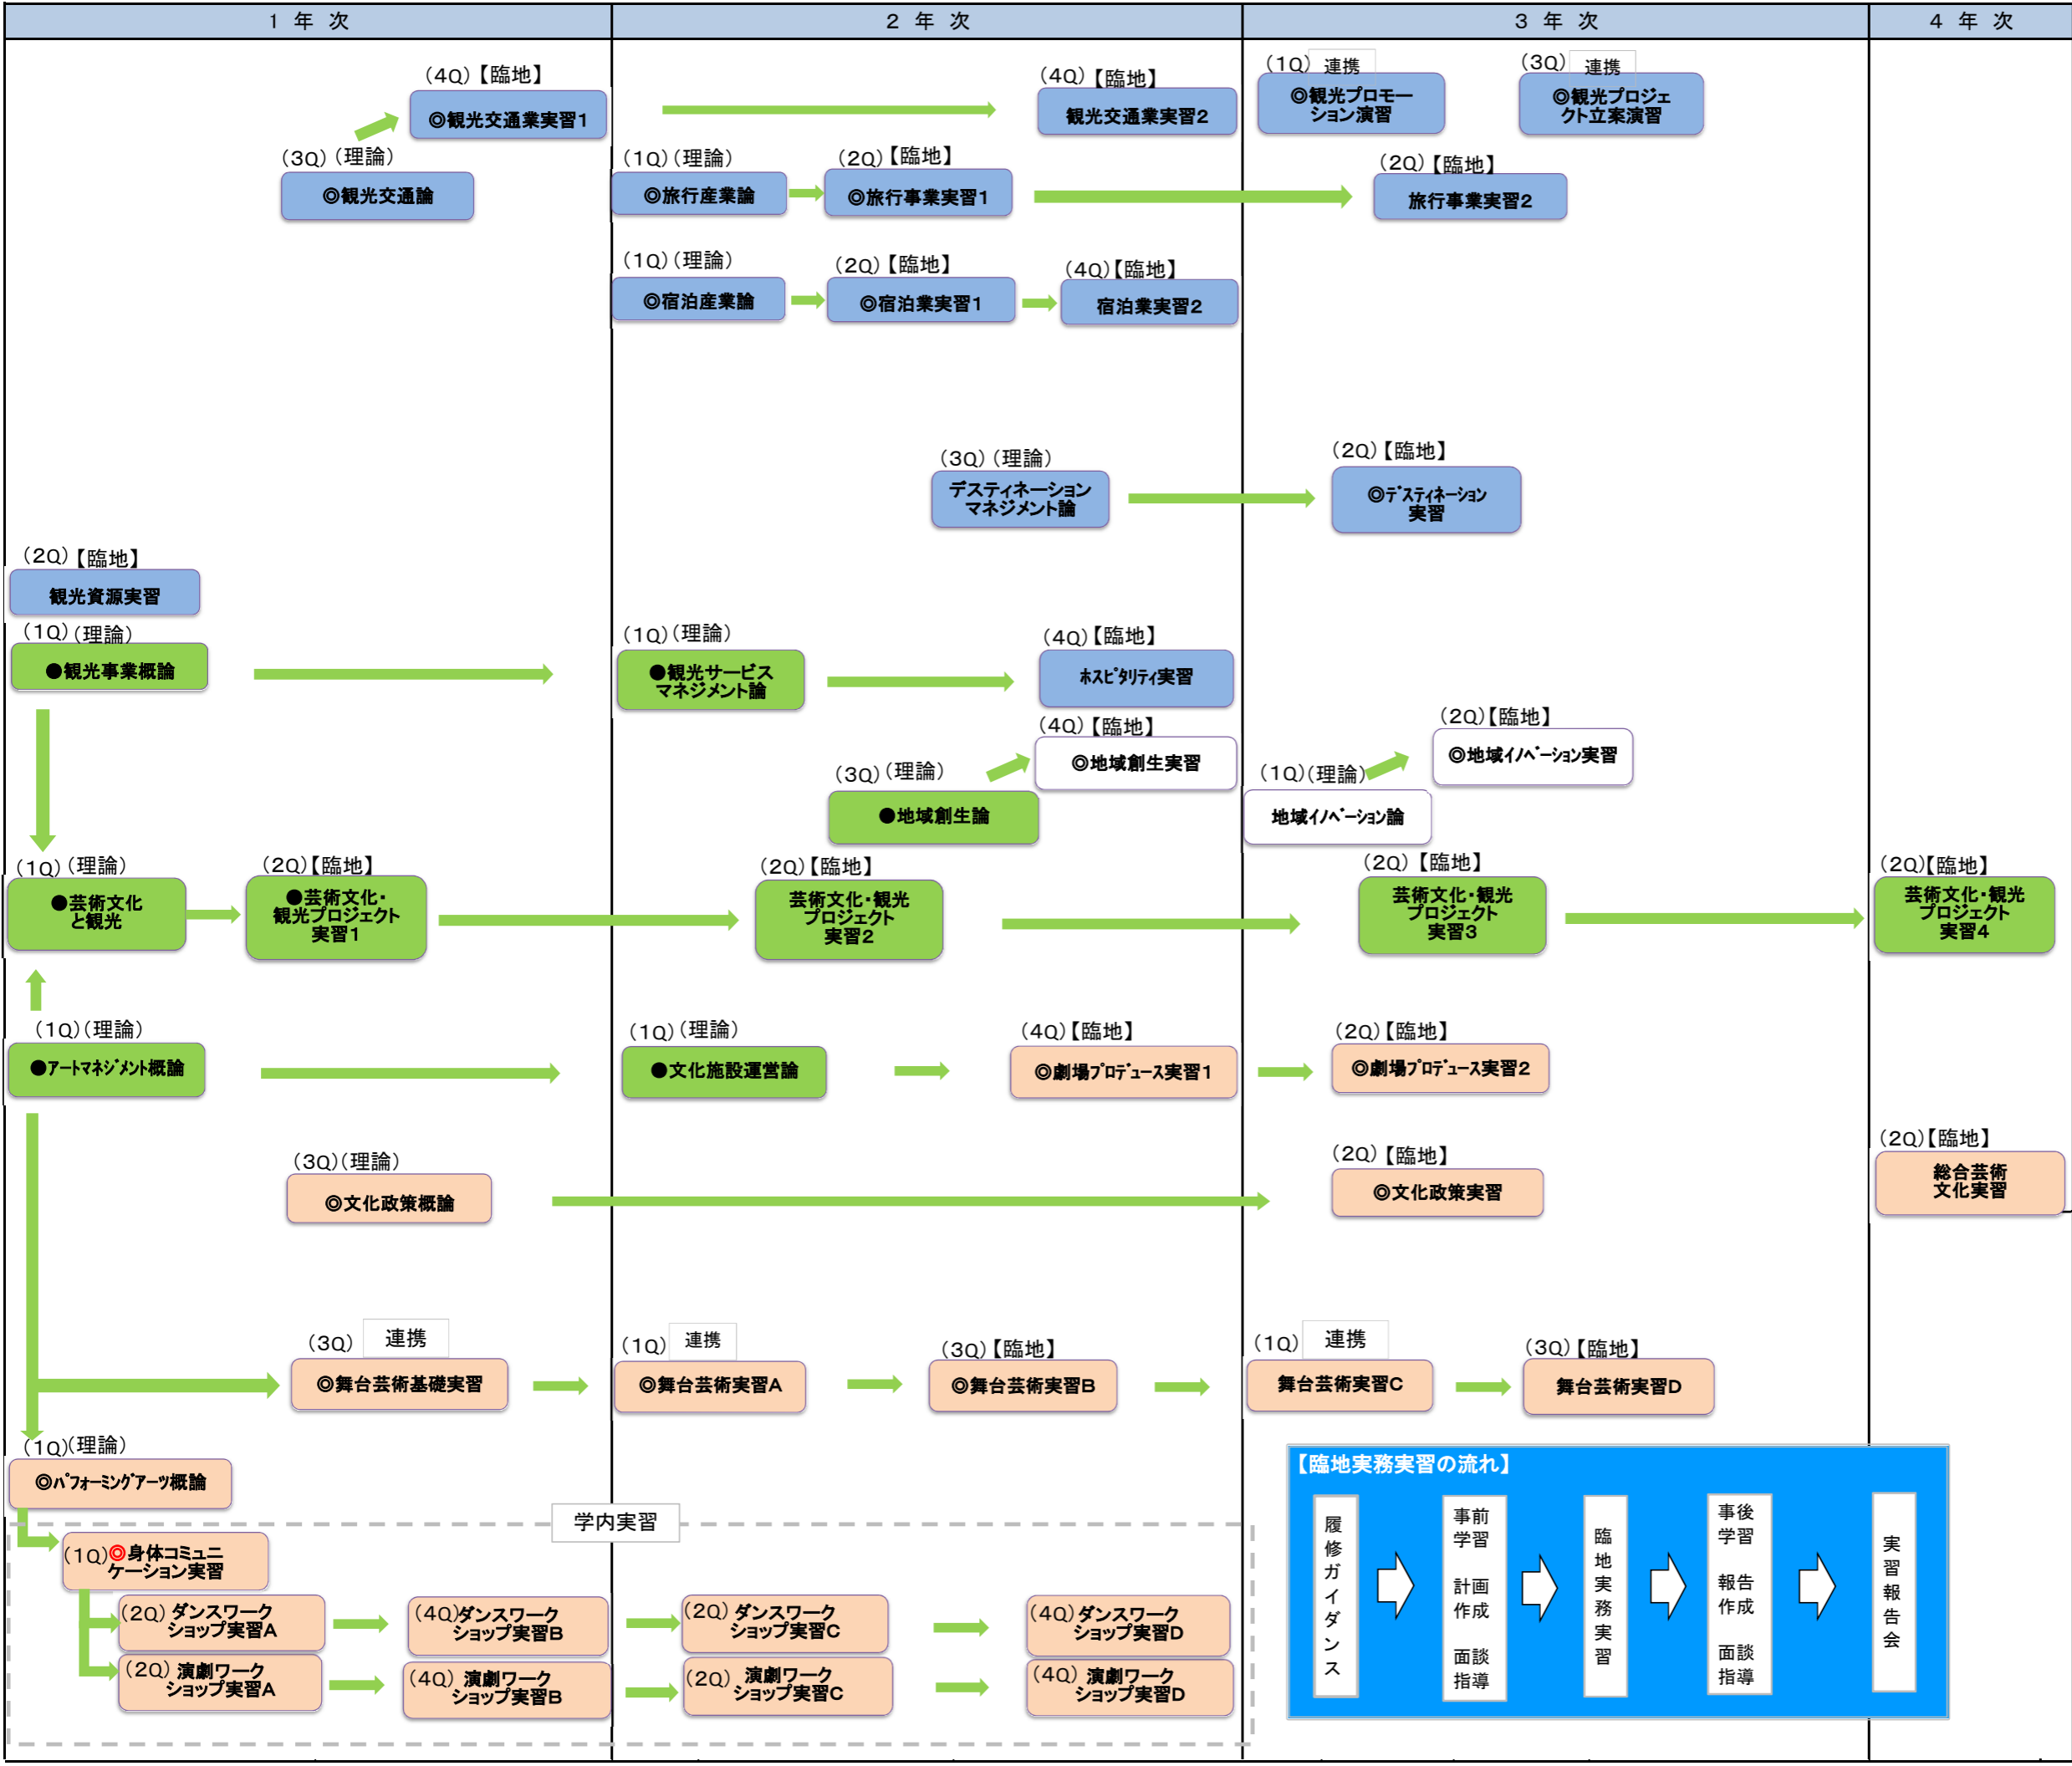 1 年 次
2 年 次
3 年 次
4 年 次
(4Q)【臨地】
◎観光交通業実習1
(4Q)【臨地】
観光交通業実習2
(1Q) 連携
◎観光プロモー
ション演習
(3Q) 連携
◎観光プロジェ
クト立案演習
(3Q)(理論)
◎観光交通論
(1Q)(理論)
◎旅行産業論
(2Q)【臨地】
◎旅行事業実習1
(2Q)【臨地】
旅行事業実習2
(1Q)(理論)
◎宿泊産業論
(2Q)【臨地】
◎宿泊業実習1
(4Q)【臨地】
宿泊業実習2
(3Q)(理論)
デスティネーション
マネジメント論
(2Q)【臨地】
◎デスティネーション
実習
(2Q)【臨地】
観光資源実習
(1Q)(理論)
●観光事業概論
(1Q)(理論)
●観光サービス
マネジメント論
(4Q)【臨地】
ホスピタリティ実習
(4Q)【臨地】
◎地域創生実習
(3Q)(理論)
●地域創生論
(2Q)【臨地】
◎地域イノベーション実習
(1Q)(理論)
地域イノベーション論
(1Q)(理論)
●芸術文化
と観光
(2Q)【臨地】
●芸術文化・
観光プロジェクト
実習1
(2Q)【臨地】
芸術文化・観光
プロジェクト
実習2
(2Q)【臨地】
芸術文化・観光
プロジェクト
実習3
(2Q)【臨地】
芸術文化・観光
プロジェクト
実習4
(1Q)(理論)
●アートマネジメント概論
(1Q)(理論)
●文化施設運営論
(4Q)【臨地】
◎劇場プロデュース実習1
(2Q)【臨地】
◎劇場プロデュース実習2
(3Q)(理論)
◎文化政策概論
(2Q)【臨地】
◎文化政策実習
(2Q)【臨地】
総合芸術
文化実習
(3Q) 連携
◎舞台芸術基礎実習
(1Q) 連携
◎舞台芸術実習A
(3Q)【臨地】
◎舞台芸術実習B
(1Q) 連携
舞台芸術実習C
(3Q)【臨地】
舞台芸術実習D
(1Q)(理論)
◎パフォーミングアーツ概論
学内実習
(1Q)◎身体コミュニ
ケーション実習
(2Q) ダンスワーク
ショップ実習A
(4Q)ダンスワーク
ショップ実習B
(2Q) ダンスワーク
ショップ実習C
(4Q) ダンスワーク
ショップ実習D
(2Q) 演劇ワーク
ショップ実習A
(4Q) 演劇ワーク
ショップ実習B
(2Q) 演劇ワーク
ショップ実習C
(4Q) 演劇ワーク
ショップ実習D
【臨地実務実習の流れ】
履修ガイダンス
事前
学習
計画
作成
面談
指導
臨地実務実習
事後
学習
報告
作成
面談
指導
実習報告会